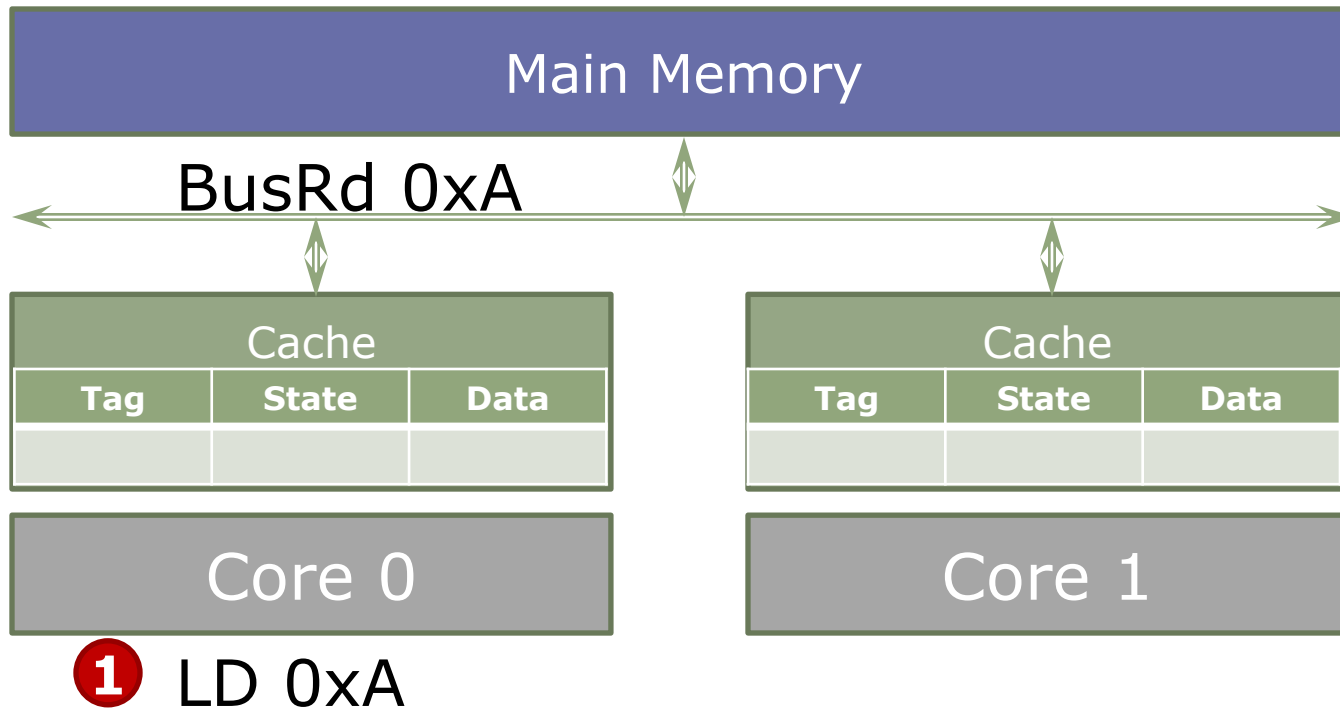 Main Memory
BusRd 0xA
Cache
Tag State Data
Cache
Tag State Data
Core 0
Core 1
1 LD 0xA